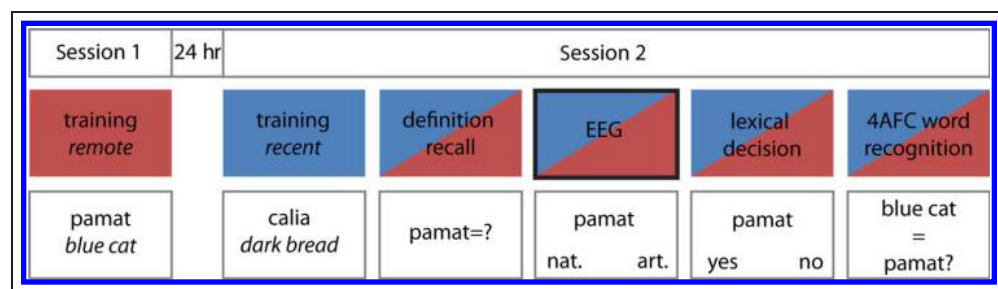 Session 1
24 hr
Session 2
training
remote
training
recent
definition
recall
EEG
lexical
decision
4AFC word
recognition
pamat
blue cat
calia
dark bread
pamat=?
pamat
nat. art.
pamat
yes no
blue cat
=
pamat?